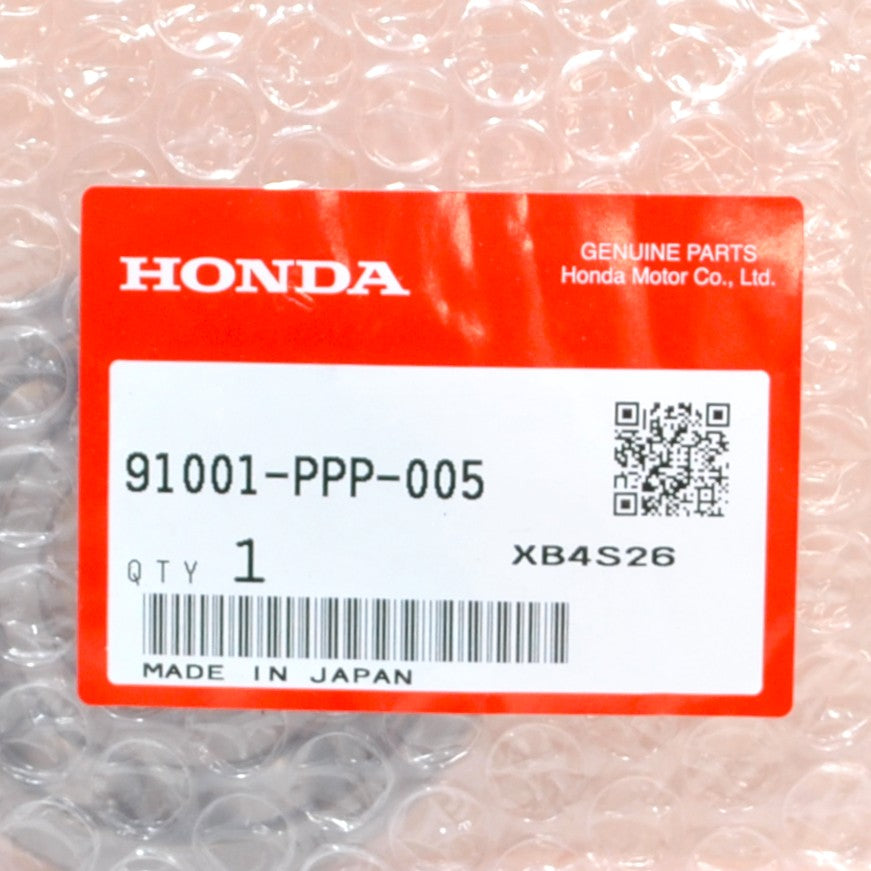 HONDA
GENUINE PARTS
Honda Motor Co., Ltd.
91001-PPP-005
QTY 1
XB4S26
MADE IN JAPAN